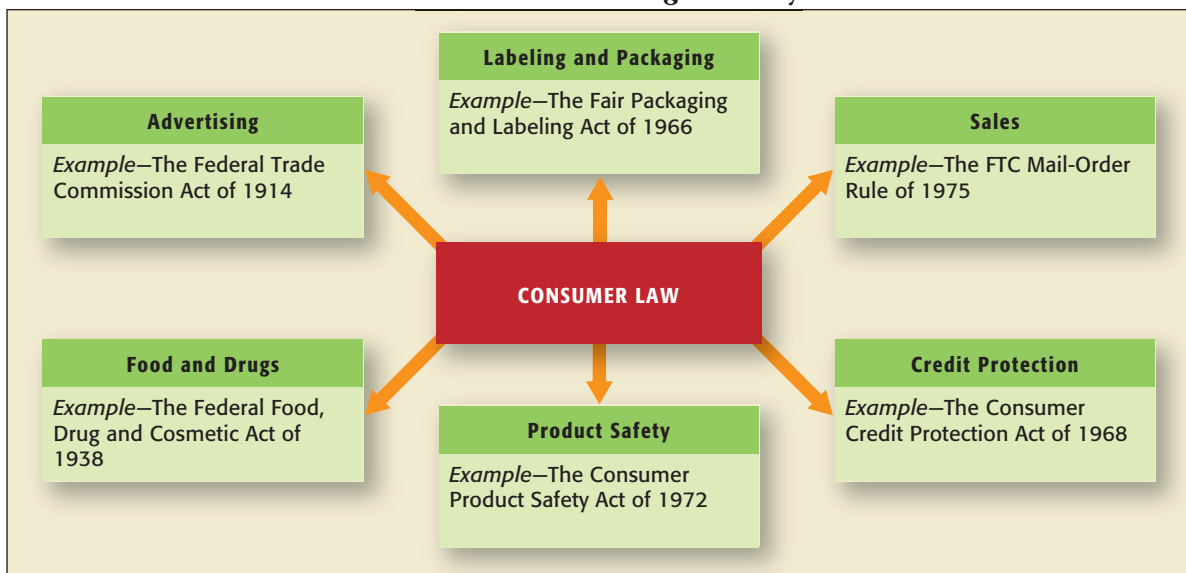 Labeling and Packaging
Example—The Fair Packaging
and Labeling Act of 1966
Advertising
Example—The Federal Trade
Commission Act of 1914
Sales
Example—The FTC Mail-Order
Rule of 1975
CONSUMER LAW
Food and Drugs
Example—The Federal Food,
Drug and Cosmetic Act of
1938
Product Safety
Example—The Consumer
Product Safety Act of 1972
Credit Protection
Example—The Consumer
Credit Protection Act of 1968